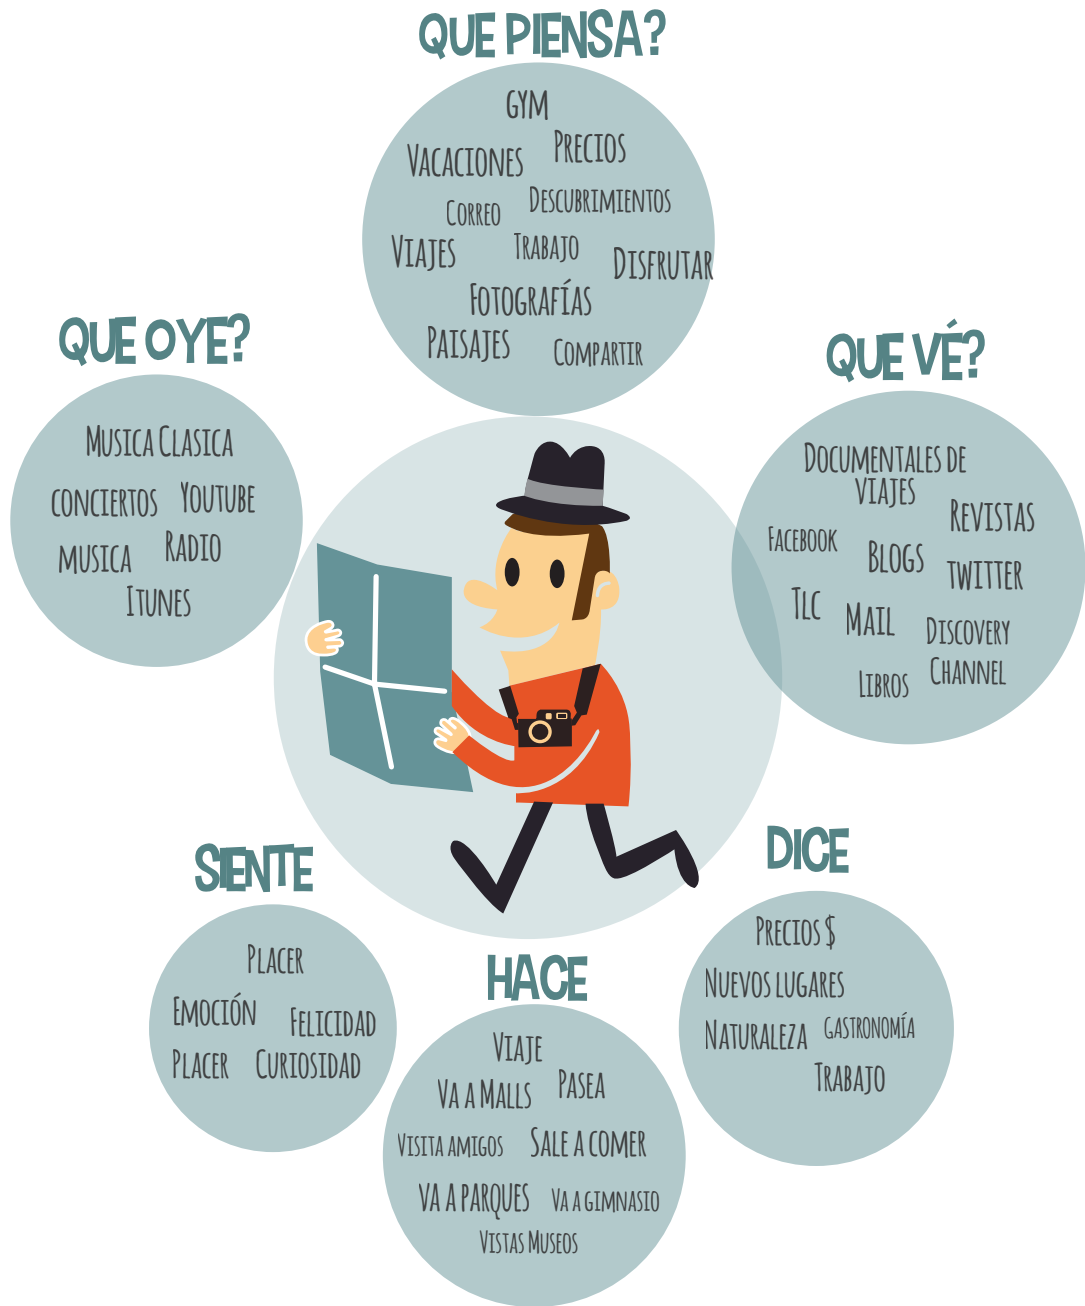 QUE PIENSA?
GYM
VACACIONES PRECIOS
CORREO DESCUBRIMIENTOS
VIAJES TRABAJO DISFRUTAR
FOTOGRAFÍAS
PAISAJES COMPARTIR
QUE OYE?
MUSICA CLASICA
CONCIERTOS YOUTUBE
MUSICA RADIO
ITUNES
QUE VÉ?
DOCUMENTALES DE
VIAJES
REVISTAS
FACEBOOK BLOGS TWITTER
TLC MAIL DISCOVERY
CHANNEL
LIBROS
SIENTE
PLACER
EMOCIÓN FELICIDAD
PLACER CURIOSIDAD
HACE
VIAJE
VA A MALLS PASEA
VISITA AMIGOS SALE A COMER
VA A PARQUES VA A GIMNASIO
VISTAS MUSEOS
DICE
PRECIOS $
NUEVOS LUGARES
NATURALEZA GASTRONOMÍA
TRABAJO